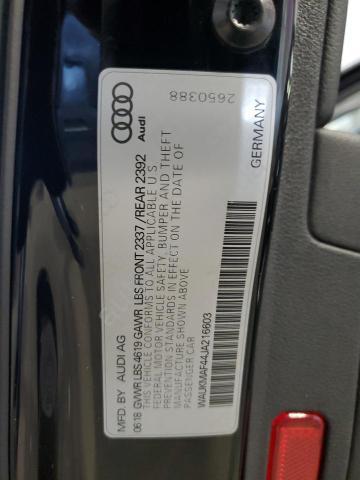 Audi
2650388
MFD. BY AUDI AG
06 18 GVWR LBS 4619 GAWR LBS FRONT 2337 / REAR 2392
THIS VEHICLE CONFORMS TO ALL APPLICABLE U S
FEDERAL MOTOR VEHICLE SAFETY, BUMPER AND THEFT
PREVENTION STANDARDS IN EFFECT ON THE DATE OF
MANUFACTURE SHOWN ABOVE
PASSENGER CAR
WAUKMAF44JA216603
GERMANY